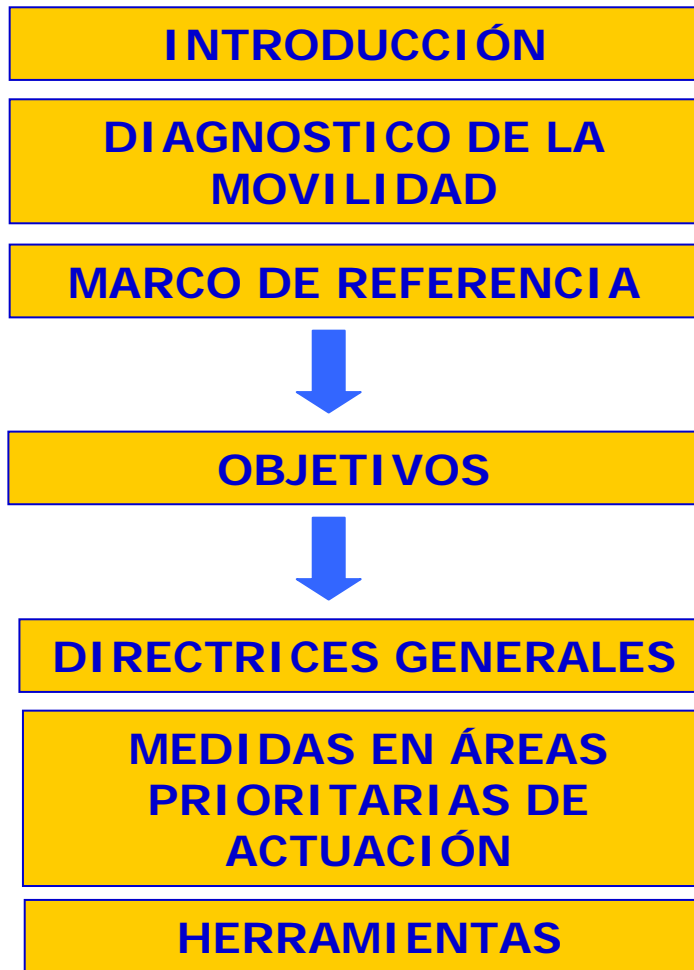 INTRODUCCIÓN
DIAGNOSTICO DE LA
MOVILIDAD
MARCO DE REFERENCIA
OBJETIVOS
DIRECTRICES GENERALES
MEDIDAS EN ÁREAS
PRIORITARIAS DE
ACTUACIÓN
HERRAMIENTAS